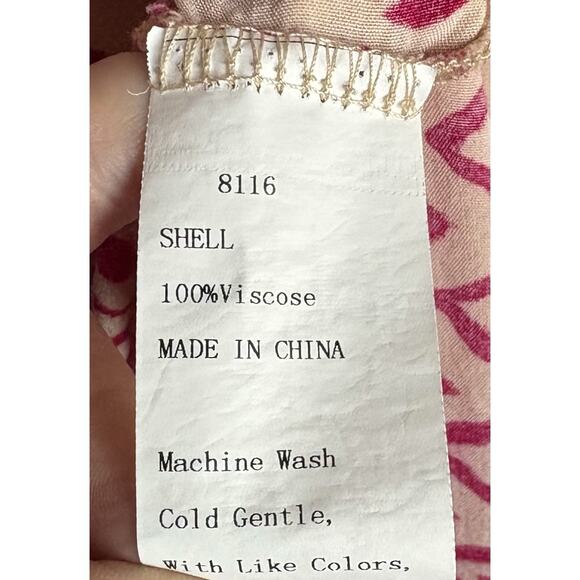 8116
SHELL
100%Viscose
MADE IN CHINA
Machine Wash
Cold Gentle,
With Like Colors,